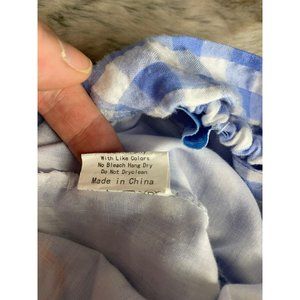 With Like Colors
No Bleach Hang Dry
Do Not Dryclean
Made in China